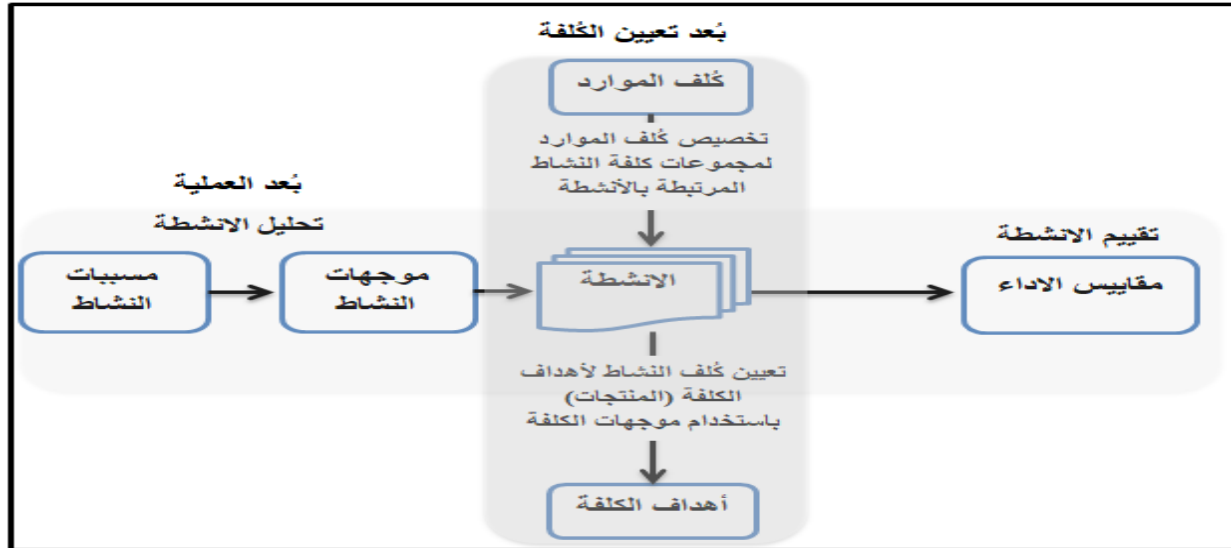 بُعد تعيين الكُلفة
كُلف الموارد
تخصيص كُلف الموارد
لمجموعات كلفة النشاط
المرتبطة بالأنشطة
بُعد العملية
تحليل الانشطة
تقييم الانشطة
مسببات
النشاط
موجهات
النشاط
الانشطة
مقاييس الاداء
تعيين كُلف النشاط لأهداف
الكلفة (المنتجات)
باستخدام موجهات الكلفة
أهداف الكلفة